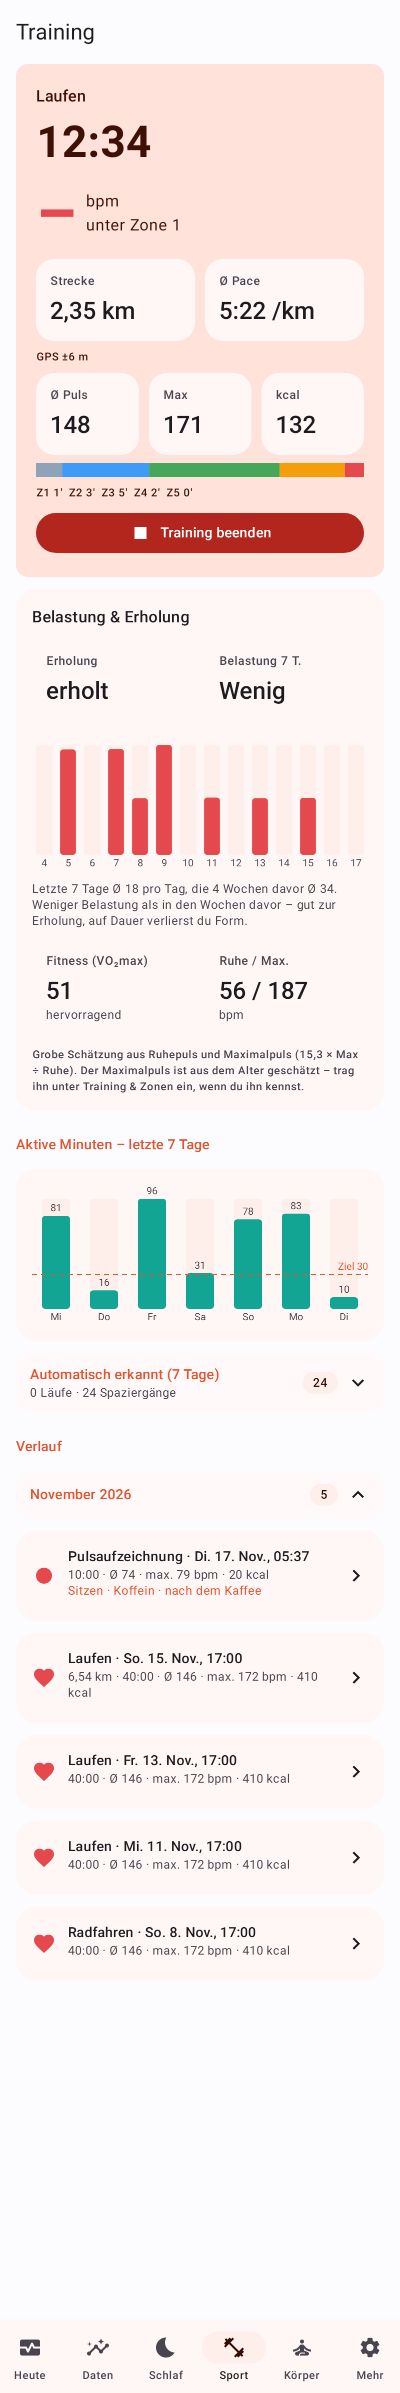 Training
Laufen
12:34
bpm
unter Zone 1
Strecke
2,35 km
Ø Pace
5:22 /km
GPS ±6 m
Ø Puls
148
Max
171
kcal
132
Z1 1' Z2 3' Z3 5' Z4 2' Z5 0'
Training beenden
Belastung & Erholung
Erholung
erholt
Belastung 7 T.
Wenig
4 5 6 7 8 9 10 11 12 13 14 15 16 17
Letzte 7 Tage Ø 18 pro Tag, die 4 Wochen davor Ø 34.
Weniger Belastung als in den Wochen davor – gut zur
Erholung, auf Dauer verlierst du Form.
Fitness (VO₂max)
51
hervorragend
Ruhe / Max.
56 / 187
bpm
Grobe Schätzung aus Ruhepuls und Maximalpuls (15,3 × Max
÷ Ruhe). Der Maximalpuls ist aus dem Alter geschätzt – trag
ihn unter Training & Zonen ein, wenn du ihn kennst.
Aktive Minuten – letzte 7 Tage
81 16 96 31 78 83 10
Ziel 30
Mi Do Fr Sa So Mo Di
Automatisch erkannt (7 Tage)
0 Läufe · 24 Spaziergänge
24
Verlauf
November 2026
5
Pulsaufzeichnung · Di. 17. Nov., 05:37
10:00 · Ø 74 · max. 79 bpm · 20 kcal
Sitzen · Koffein · nach dem Kaffee
Laufen · So. 15. Nov., 17:00
6,54 km · 40:00 · Ø 146 · max. 172 bpm · 410
kcal
Laufen · Fr. 13. Nov., 17:00
40:00 · Ø 146 · max. 172 bpm · 410 kcal
Laufen · Mi. 11. Nov., 17:00
40:00 · Ø 146 · max. 172 bpm · 410 kcal
Radfahren · So. 8. Nov., 17:00
40:00 · Ø 146 · max. 172 bpm · 410 kcal
Heute Daten Schlaf Sport Körper Mehr